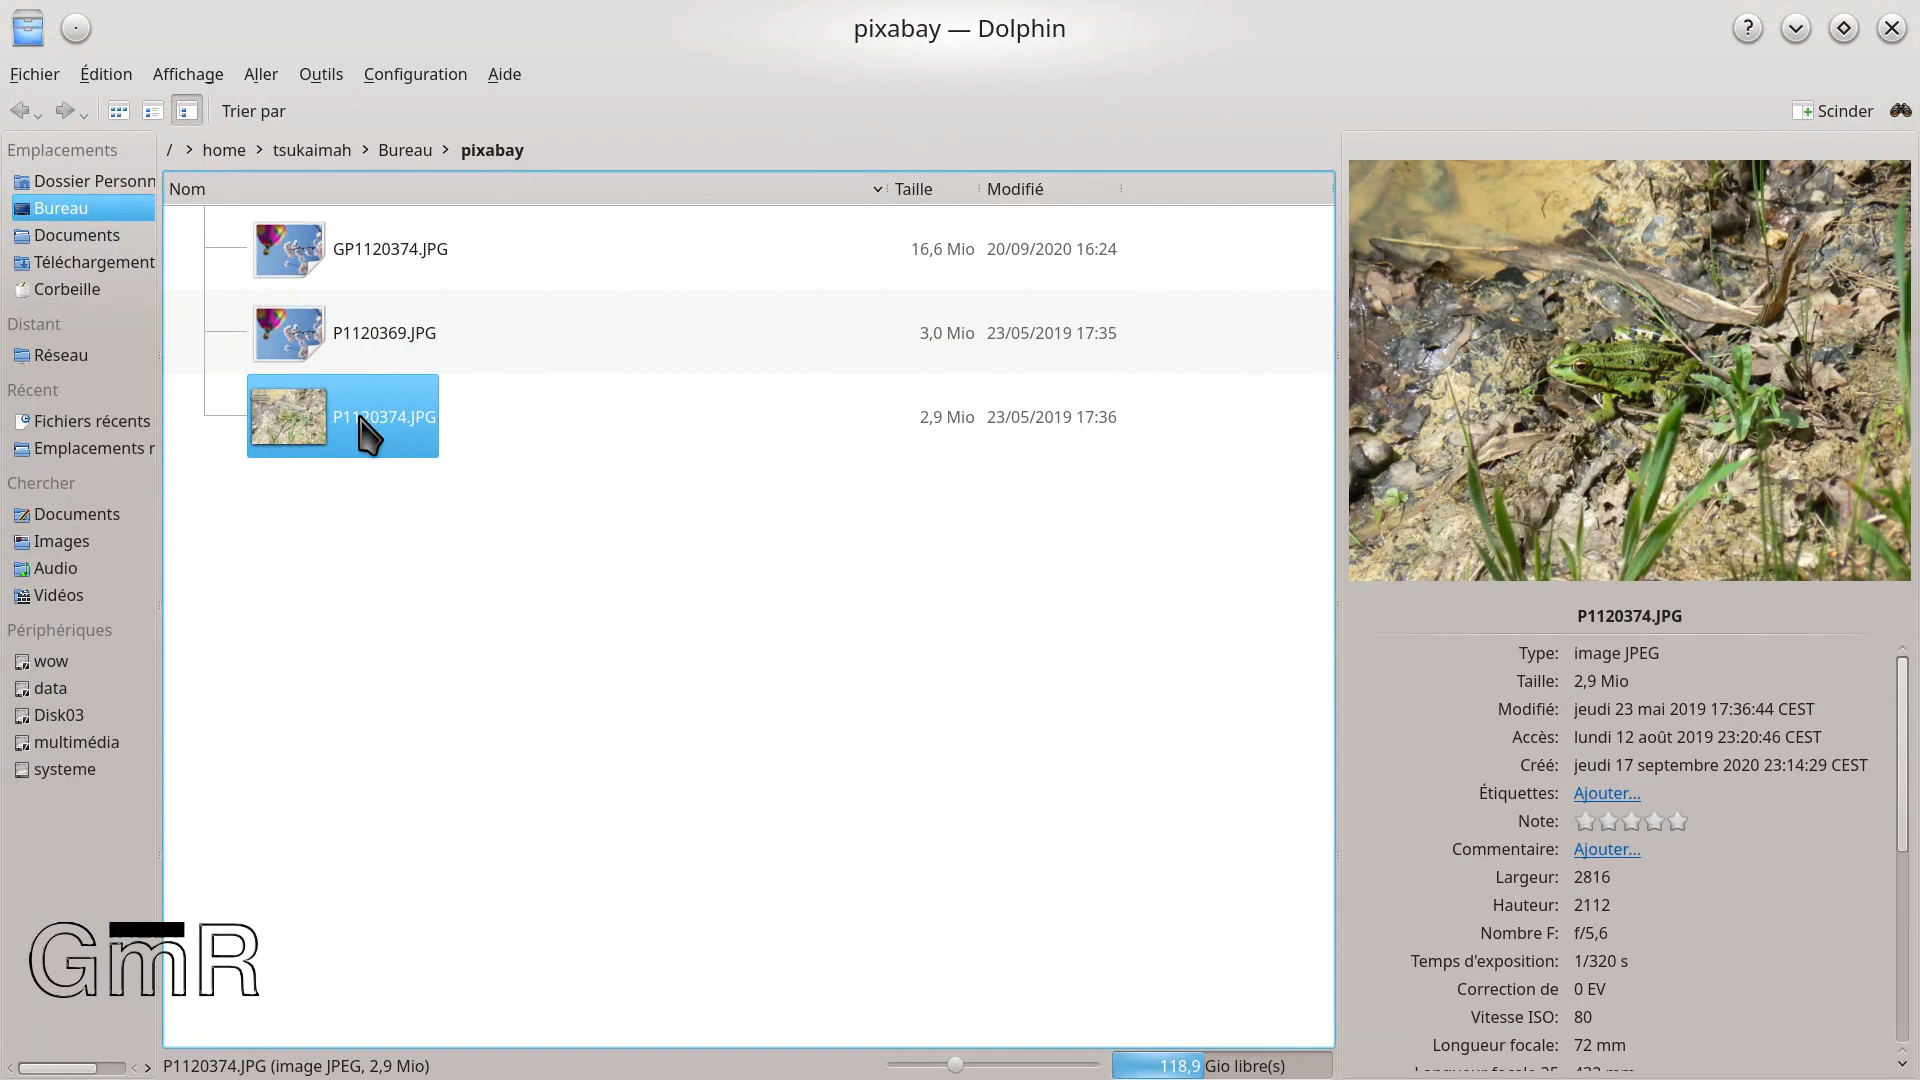 pixabay — Dolphin
Fichier Édition Affichage Aller Outils Configuration Aide
Trier par
Scinder
Emplacements
Dossier Personn
Bureau
Documents
Téléchargement
Corbeille
Distant
Réseau
Récent
Fichiers récents
Emplacements r
Chercher
Documents
Images
Audio
Vidéos
Périphériques
wow
data
Disk03
multimédia
systeme
/ > home > tsukaimah > Bureau > pixabay
Nom Taille Modifié
GP1120374.JPG 16,6 Mio 20/09/2020 16:24
P1120369.JPG 3,0 Mio 23/05/2019 17:35
P1120374.JPG 2,9 Mio 23/05/2019 17:36
P1120374.JPG
Type: image JPEG
Taille: 2,9 Mio
Modifié: jeudi 23 mai 2019 17:36:44 CEST
Accès: lundi 12 août 2019 23:20:46 CEST
Créé: jeudi 17 septembre 2020 23:14:29 CEST
Étiquettes: Ajouter...
Note:
Commentaire: Ajouter...
Largeur: 2816
Hauteur: 2112
Nombre F: f/5,6
Temps d'exposition: 1/320 s
Correction de 0 EV
Vitesse ISO: 80
Longueur focale: 72 mm
GmR
P1120374.JPG (image JPEG, 2,9 Mio)
118,9 Gio libre(s)